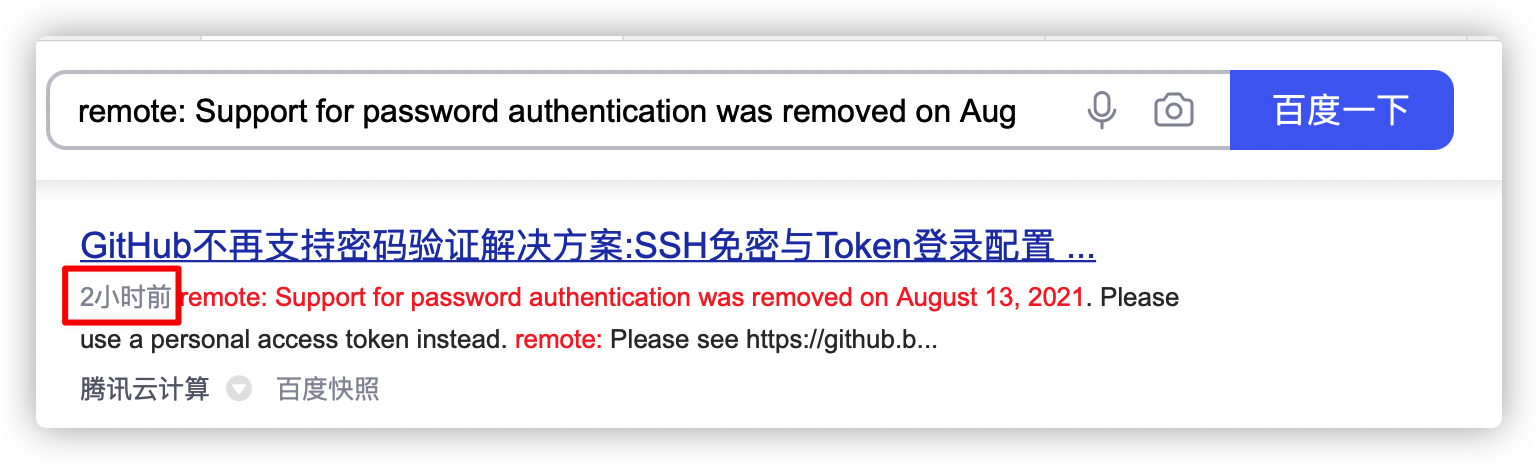 remote: Support for password authentication was removed on Aug
百度一下
GitHub不再支持密码验证解决方案:SSH免密与Token登录配置 ...
2小时前 remote: Support for password authentication was removed on August 13, 2021. Please
use a personal access token instead. remote: Please see https://github.b...
腾讯云计算 百度快照